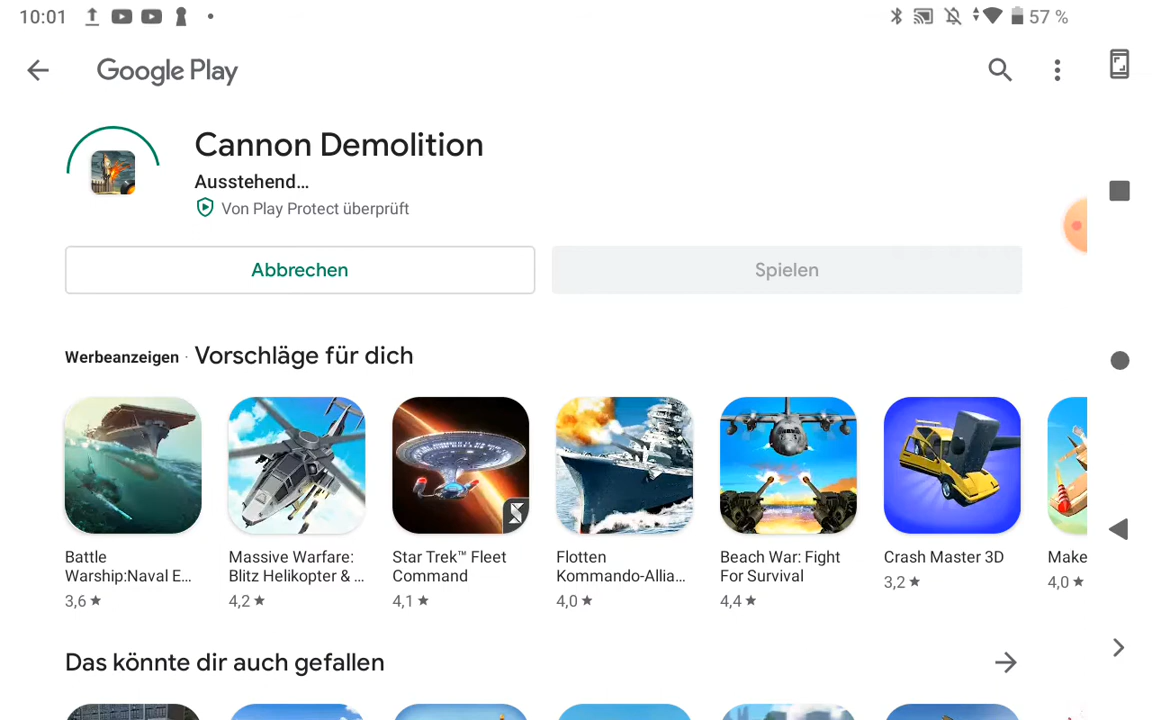 10:01
57 %
Google Play
Cannon Demolition
Ausstehend...
Von Play Protect überprüft
Abbrechen
Spielen
Werbeanzeigen · Vorschläge für dich
Battle
Warship:Naval E...
3,6 ★
Massive Warfare:
Blitz Helikopter & ...
4,2 ★
Star Trek™ Fleet
Command
4,1 ★
Flotten
Kommando-Allia...
4,0 ★
Beach War: Fight
For Survival
4,4 ★
Crash Master 3D
3,2 ★
Make
4,0 ★
Das könnte dir auch gefallen